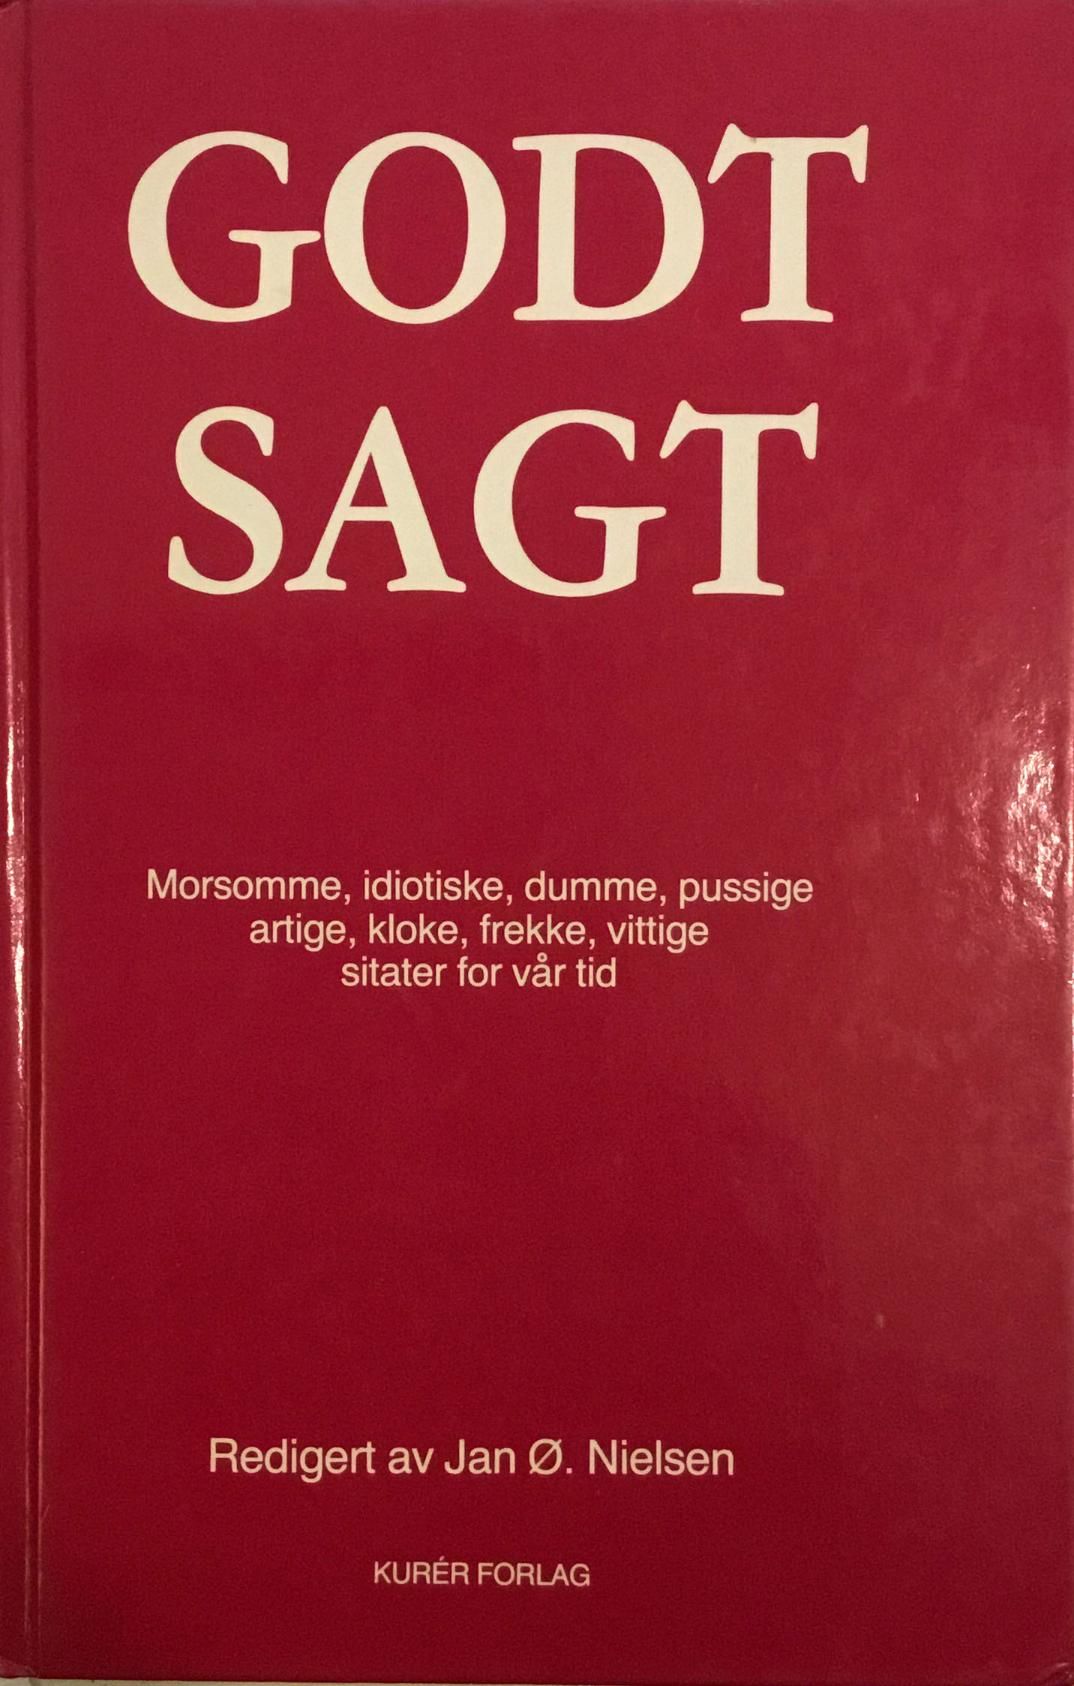 GODT
SAGT
Morsomme, idiotiske, dumme, pussige
artige, kloke, frekke, vittige
sitater for vår tid
Redigert av Jan Ø. Nielsen
KURÉR FORLAG